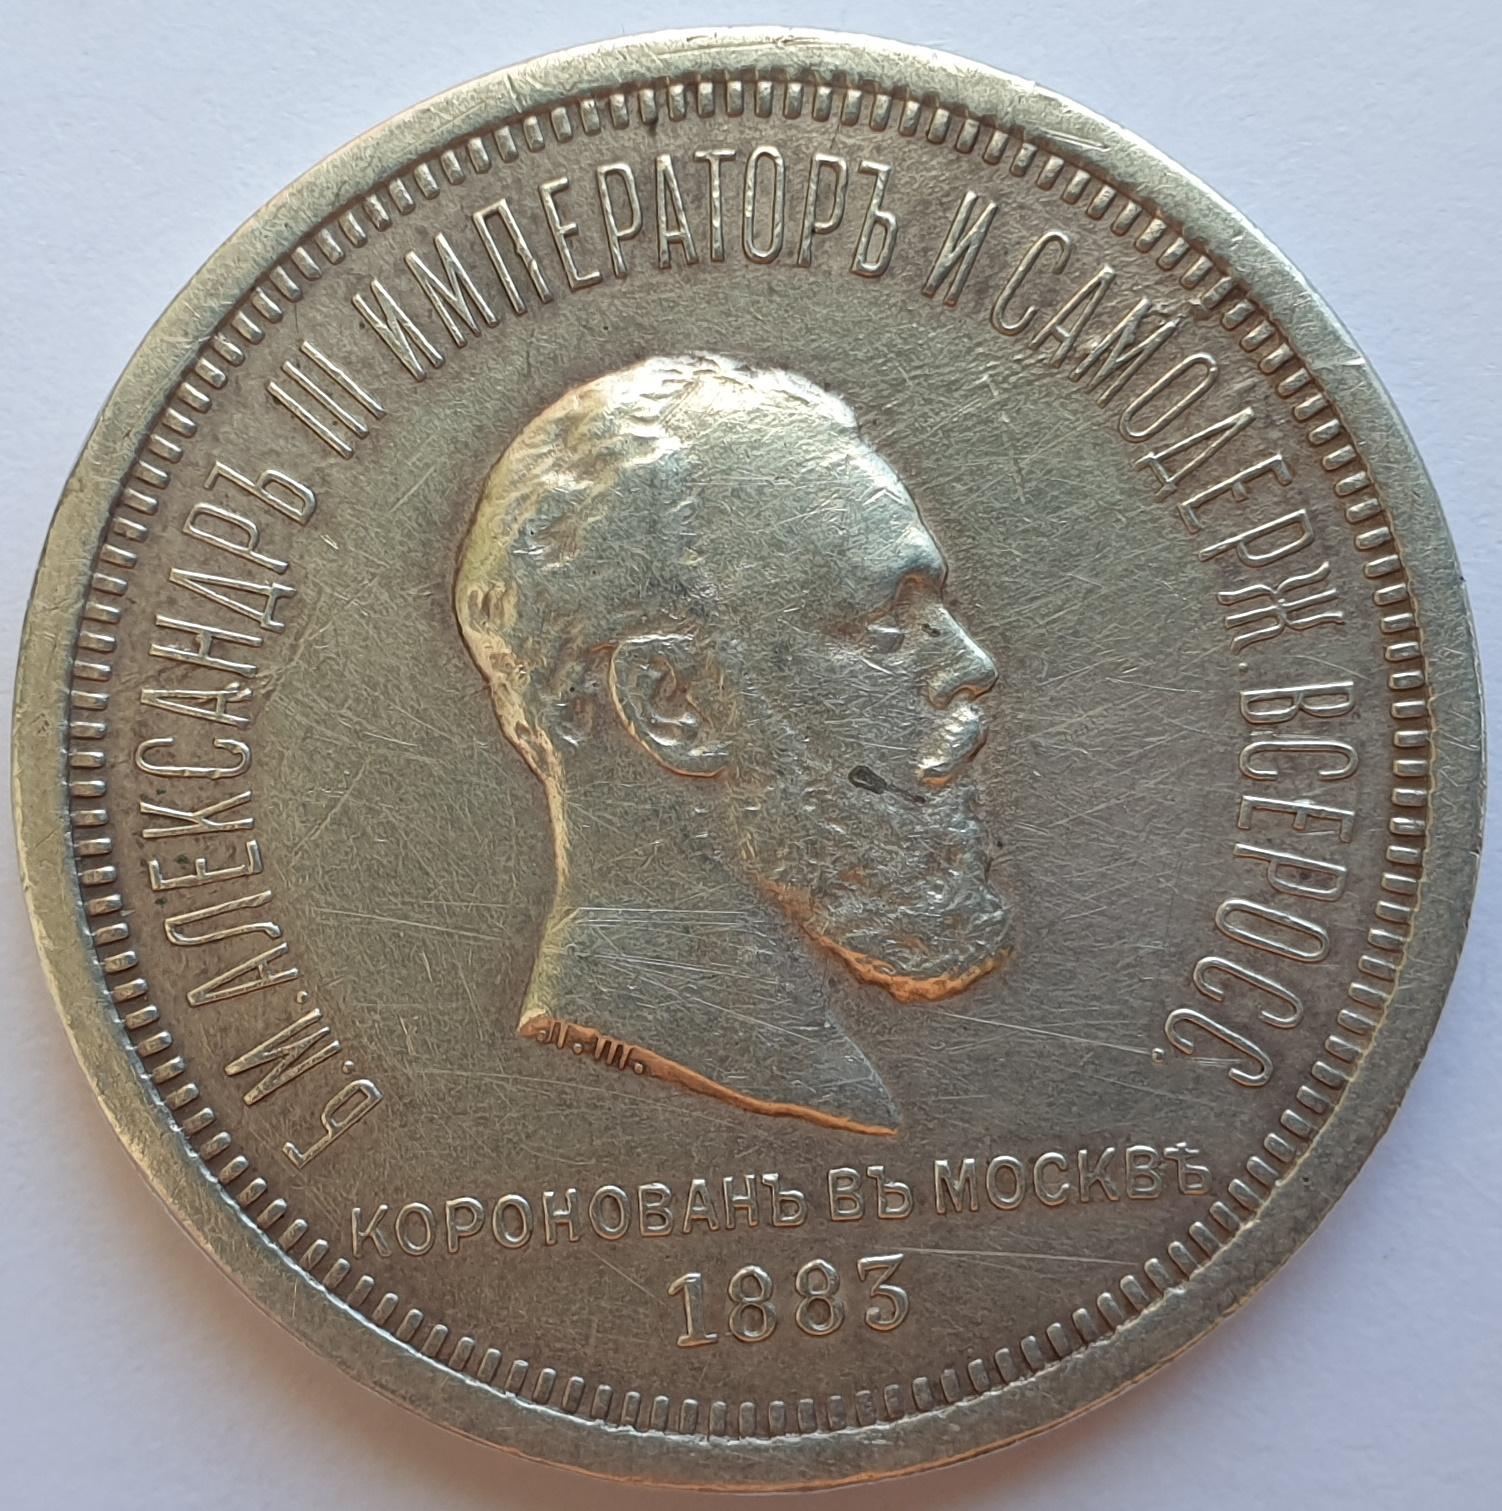 Б.М.АЛЕКСАНДРЪ III ИМПЕРАТОРЪ И САМОДЕРЖ. ВСЕРОСС.
Л.Ш.
КОРОНОВАНЪ ВЪ МОСКВѢ
1883